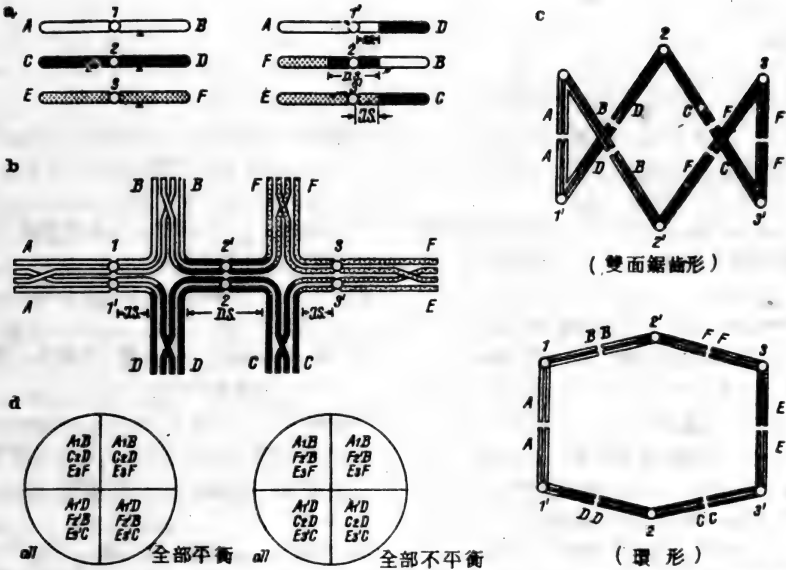 a
A 1 B
C 2 D
E 3 F
A 1' D
I.S.
F 2' B
D.S.
E C
I.S.
b
B B F F
A 1 2' 3 F
A 1' 2 3' E
I.S. D.S. I.S.
D D C C
c
2
3
A B D C F F
A D B F C F
1' 3'
2'
（雙面鋸齒形）
1 B B 2' F F 3
A E
A E
1' D D 2 C C 3'
（環形）
d
A1B A1B
C2D C2D
E3F E3F
A1'D A1'D
F2'B F2'B
E3'C E3'C
all 全部平衡
A1B A1B
F2'B F2'B
E3F E3F
A1'D A1'D
C2D C2D
E3'C E3'C
all 全部不平衡